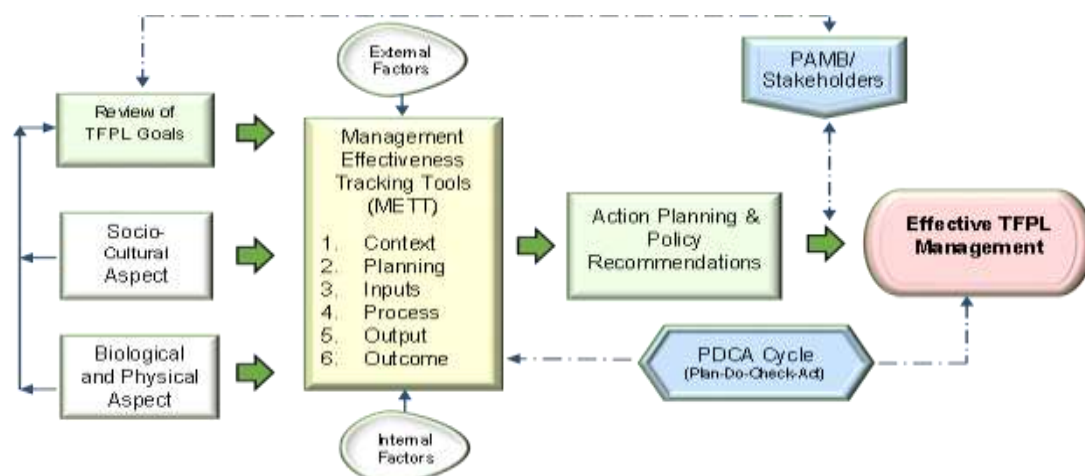 External
Factors
PAMB/
Stakeholders
Review of
TFPL Goals
Management
Effectiveness
Tracking Tools
(METT)
1. Context
2. Planning
3. Inputs
4. Process
5. Output
6. Outcome
Socio-
Cultural
Aspect
Action Planning &
Policy
Recommendations
Effective TFPL
Management
Biological
and Physical
Aspect
PDCA Cycle
(Plan-Do-Check-Act)
Internal
Factors